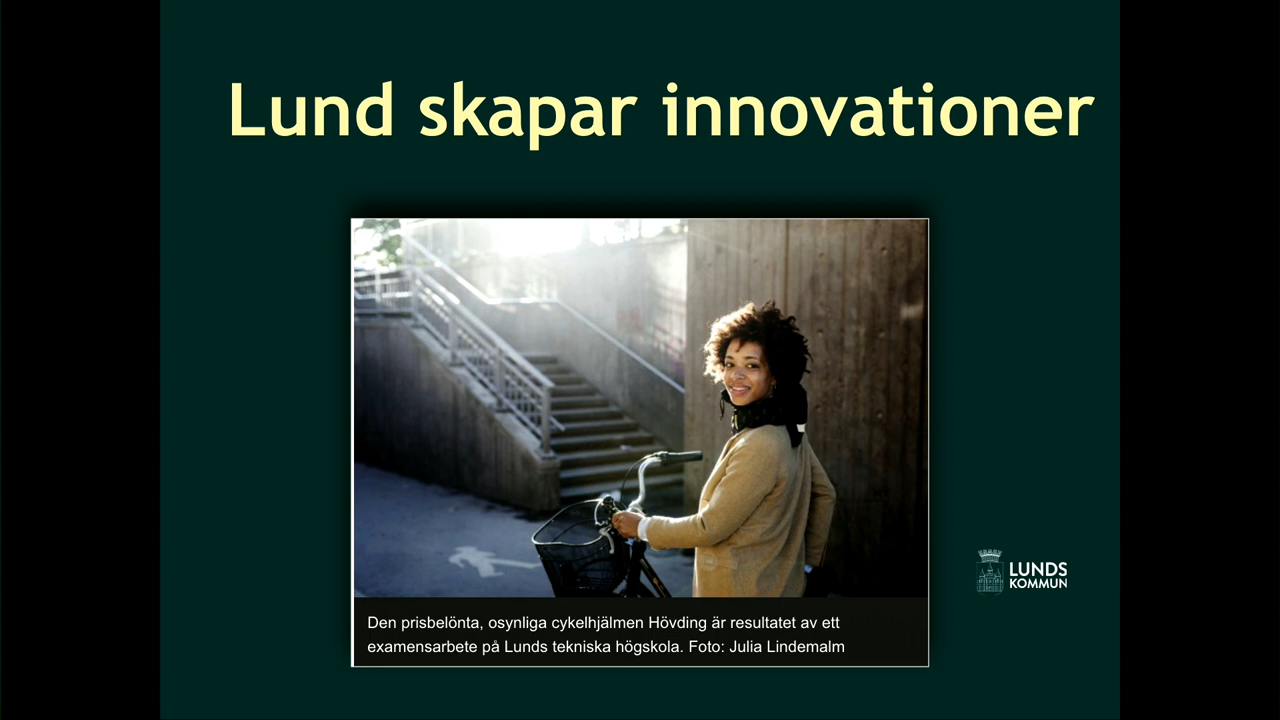 Lund skapar innovationer
Den prisbelönta, osynliga cykelhjälmen Hövding är resultatet av ett
examensarbete på Lunds tekniska högskola. Foto: Julia Lindemalm
LUNDS
KOMMUN